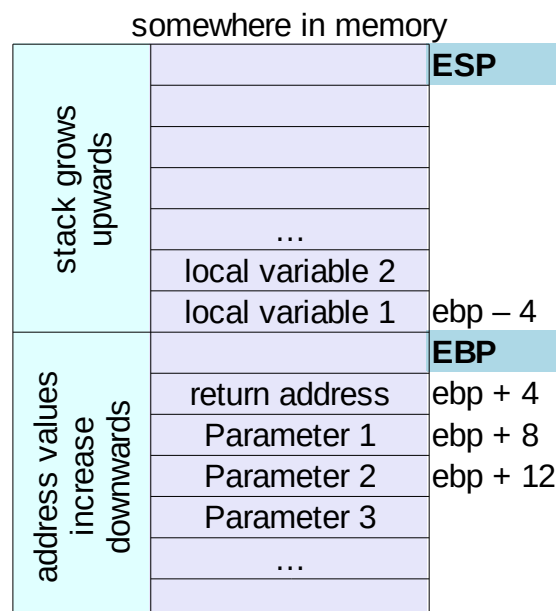 somewhere in memory
ESP
stack grows
upwards
…
local variable 2
local variable 1
ebp – 4
EBP
address values
increase
downwards
return address
ebp + 4
Parameter 1
ebp + 8
Parameter 2
ebp + 12
Parameter 3
…